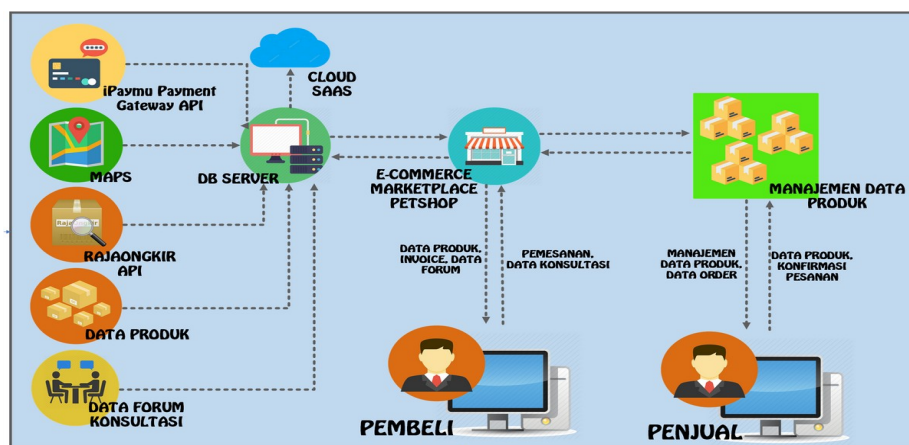 iPaymu Payment
Gateway API
CLOUD
SAAS
MAPS
DB SERVER
E-COMMERCE
MARKETPLACE
PETSHOP
MANAJEMEN DATA
PRODUK
RAJAONGKIR
API
DATA PRODUK,
INVOICE, DATA
FORUM
PEMESANAN,
DATA KONSULTASI
MANAJEMEN
DATA PRODUK,
DATA ORDER
DATA PRODUK,
KONFIRMASI
PESANAN
DATA PRODUK
DATA FORUM
KONSULTASI
PEMBELI
PENJUAL